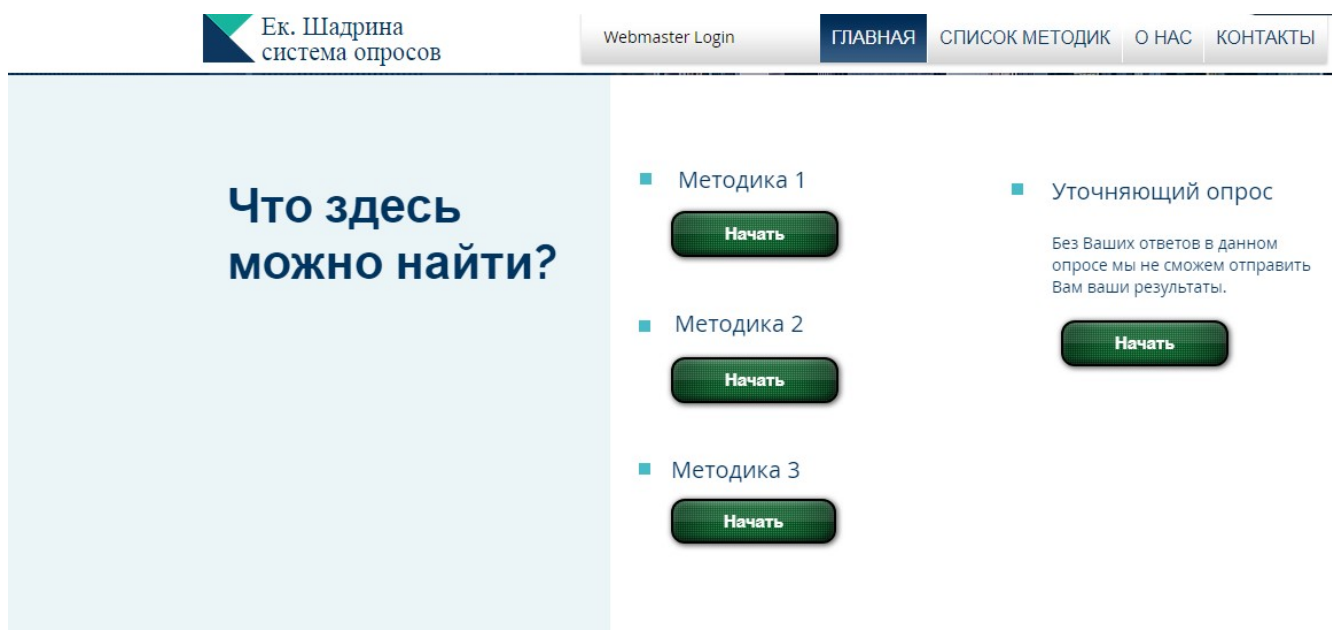 Ек. Шадрина
система опросов
Webmaster Login
ГЛАВНАЯ
СПИСОК МЕТОДИК
О НАС
КОНТАКТЫ
Что здесь
можно найти?
Методика 1
Начать
Методика 2
Начать
Методика 3
Начать
Уточняющий опрос
Без Ваших ответов в данном
опросе мы не сможем отправить
Вам ваши результаты.
Начать